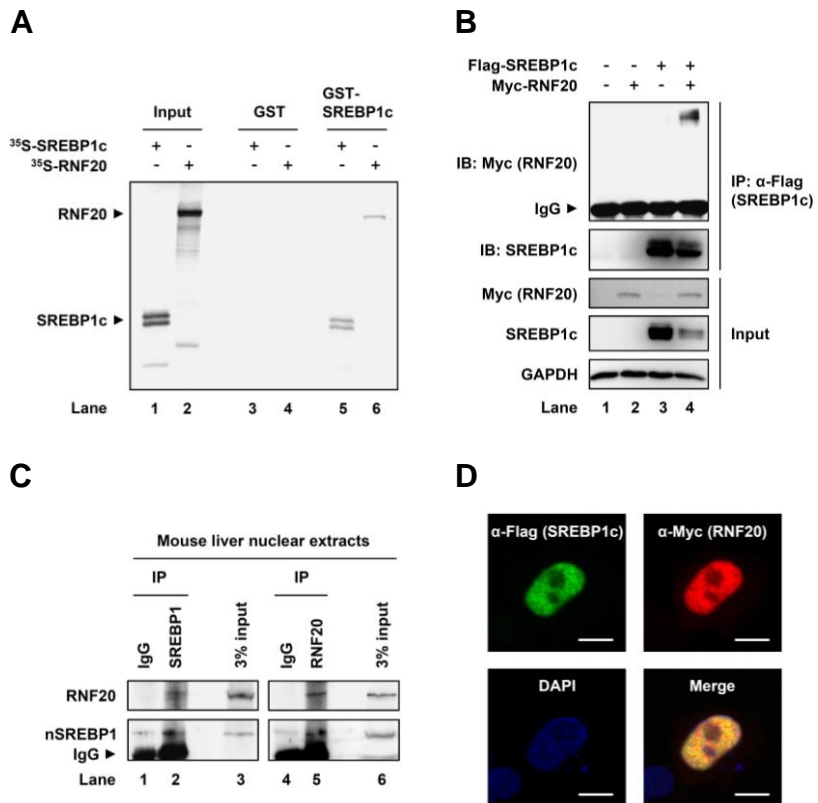 A
GST-
Input GST SREBP1c
³⁵S-SREBP1c + - + - + -
³⁵S-RNF20 - + - + - +
RNF20 ►
SREBP1c ►
Lane 1 2 3 4 5 6
B
Flag-SREBP1c - - + +
Myc-RNF20 - + - +
IB: Myc (RNF20)
IgG ►
IB: SREBP1c
IP: α-Flag
(SREBP1c)
Myc (RNF20)
SREBP1c
GAPDH
Input
Lane 1 2 3 4
C
Mouse liver nuclear extracts
IP IP
IgG SREBP1 3% input IgG RNF20 3% input
RNF20
nSREBP1
IgG ►
Lane 1 2 3 4 5 6
D
α-Flag (SREBP1c) α-Myc (RNF20)
DAPI Merge